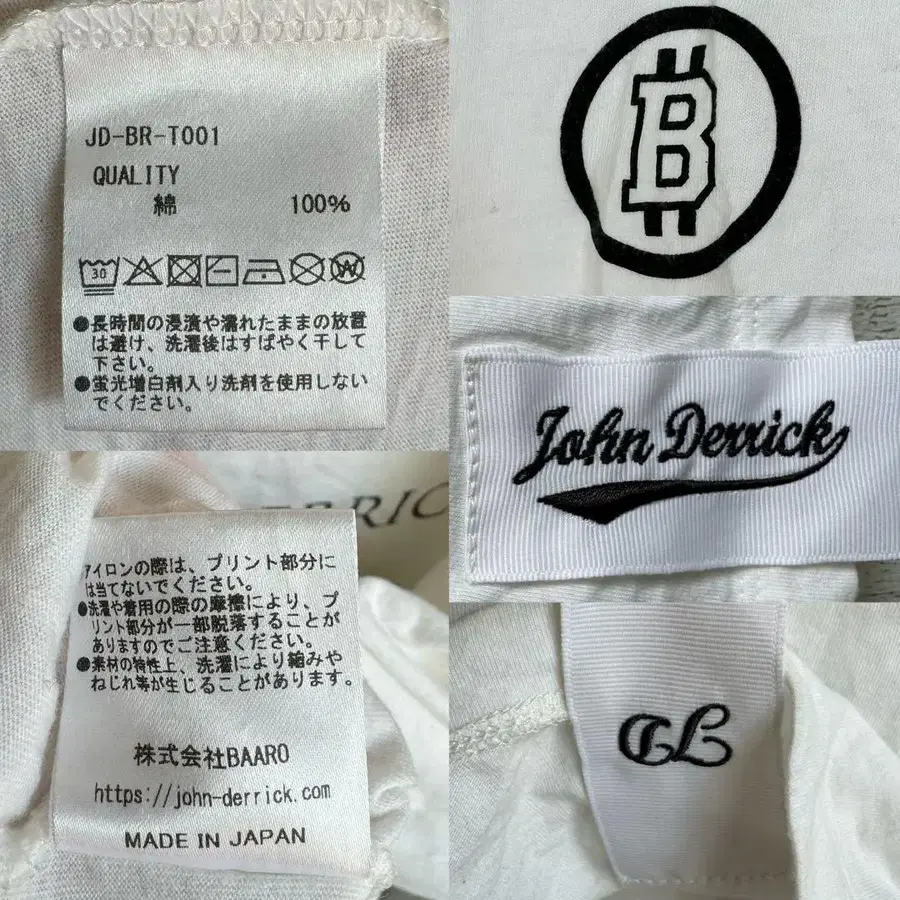 JD-BR-T001
QUALITY
綿 100%
30
W
●長時間の浸漬や濡れたままの放置
は避け、洗濯後はすばやく干して
下さい。
●蛍光増白剤入り洗剤を使用しない
でください。
B
John Derrick
ERRIC
アイロンの際は、プリント部分に
は当てないでください。
●洗濯や着用の際の摩擦により、プ
リント部分が一部脱落することが
ありますのでご注意ください。
●素材の特性上、洗濯により縮みや
ねじれ等が生じることがあります。
株式会社BAARO
https://john-derrick.com
MADE IN JAPAN